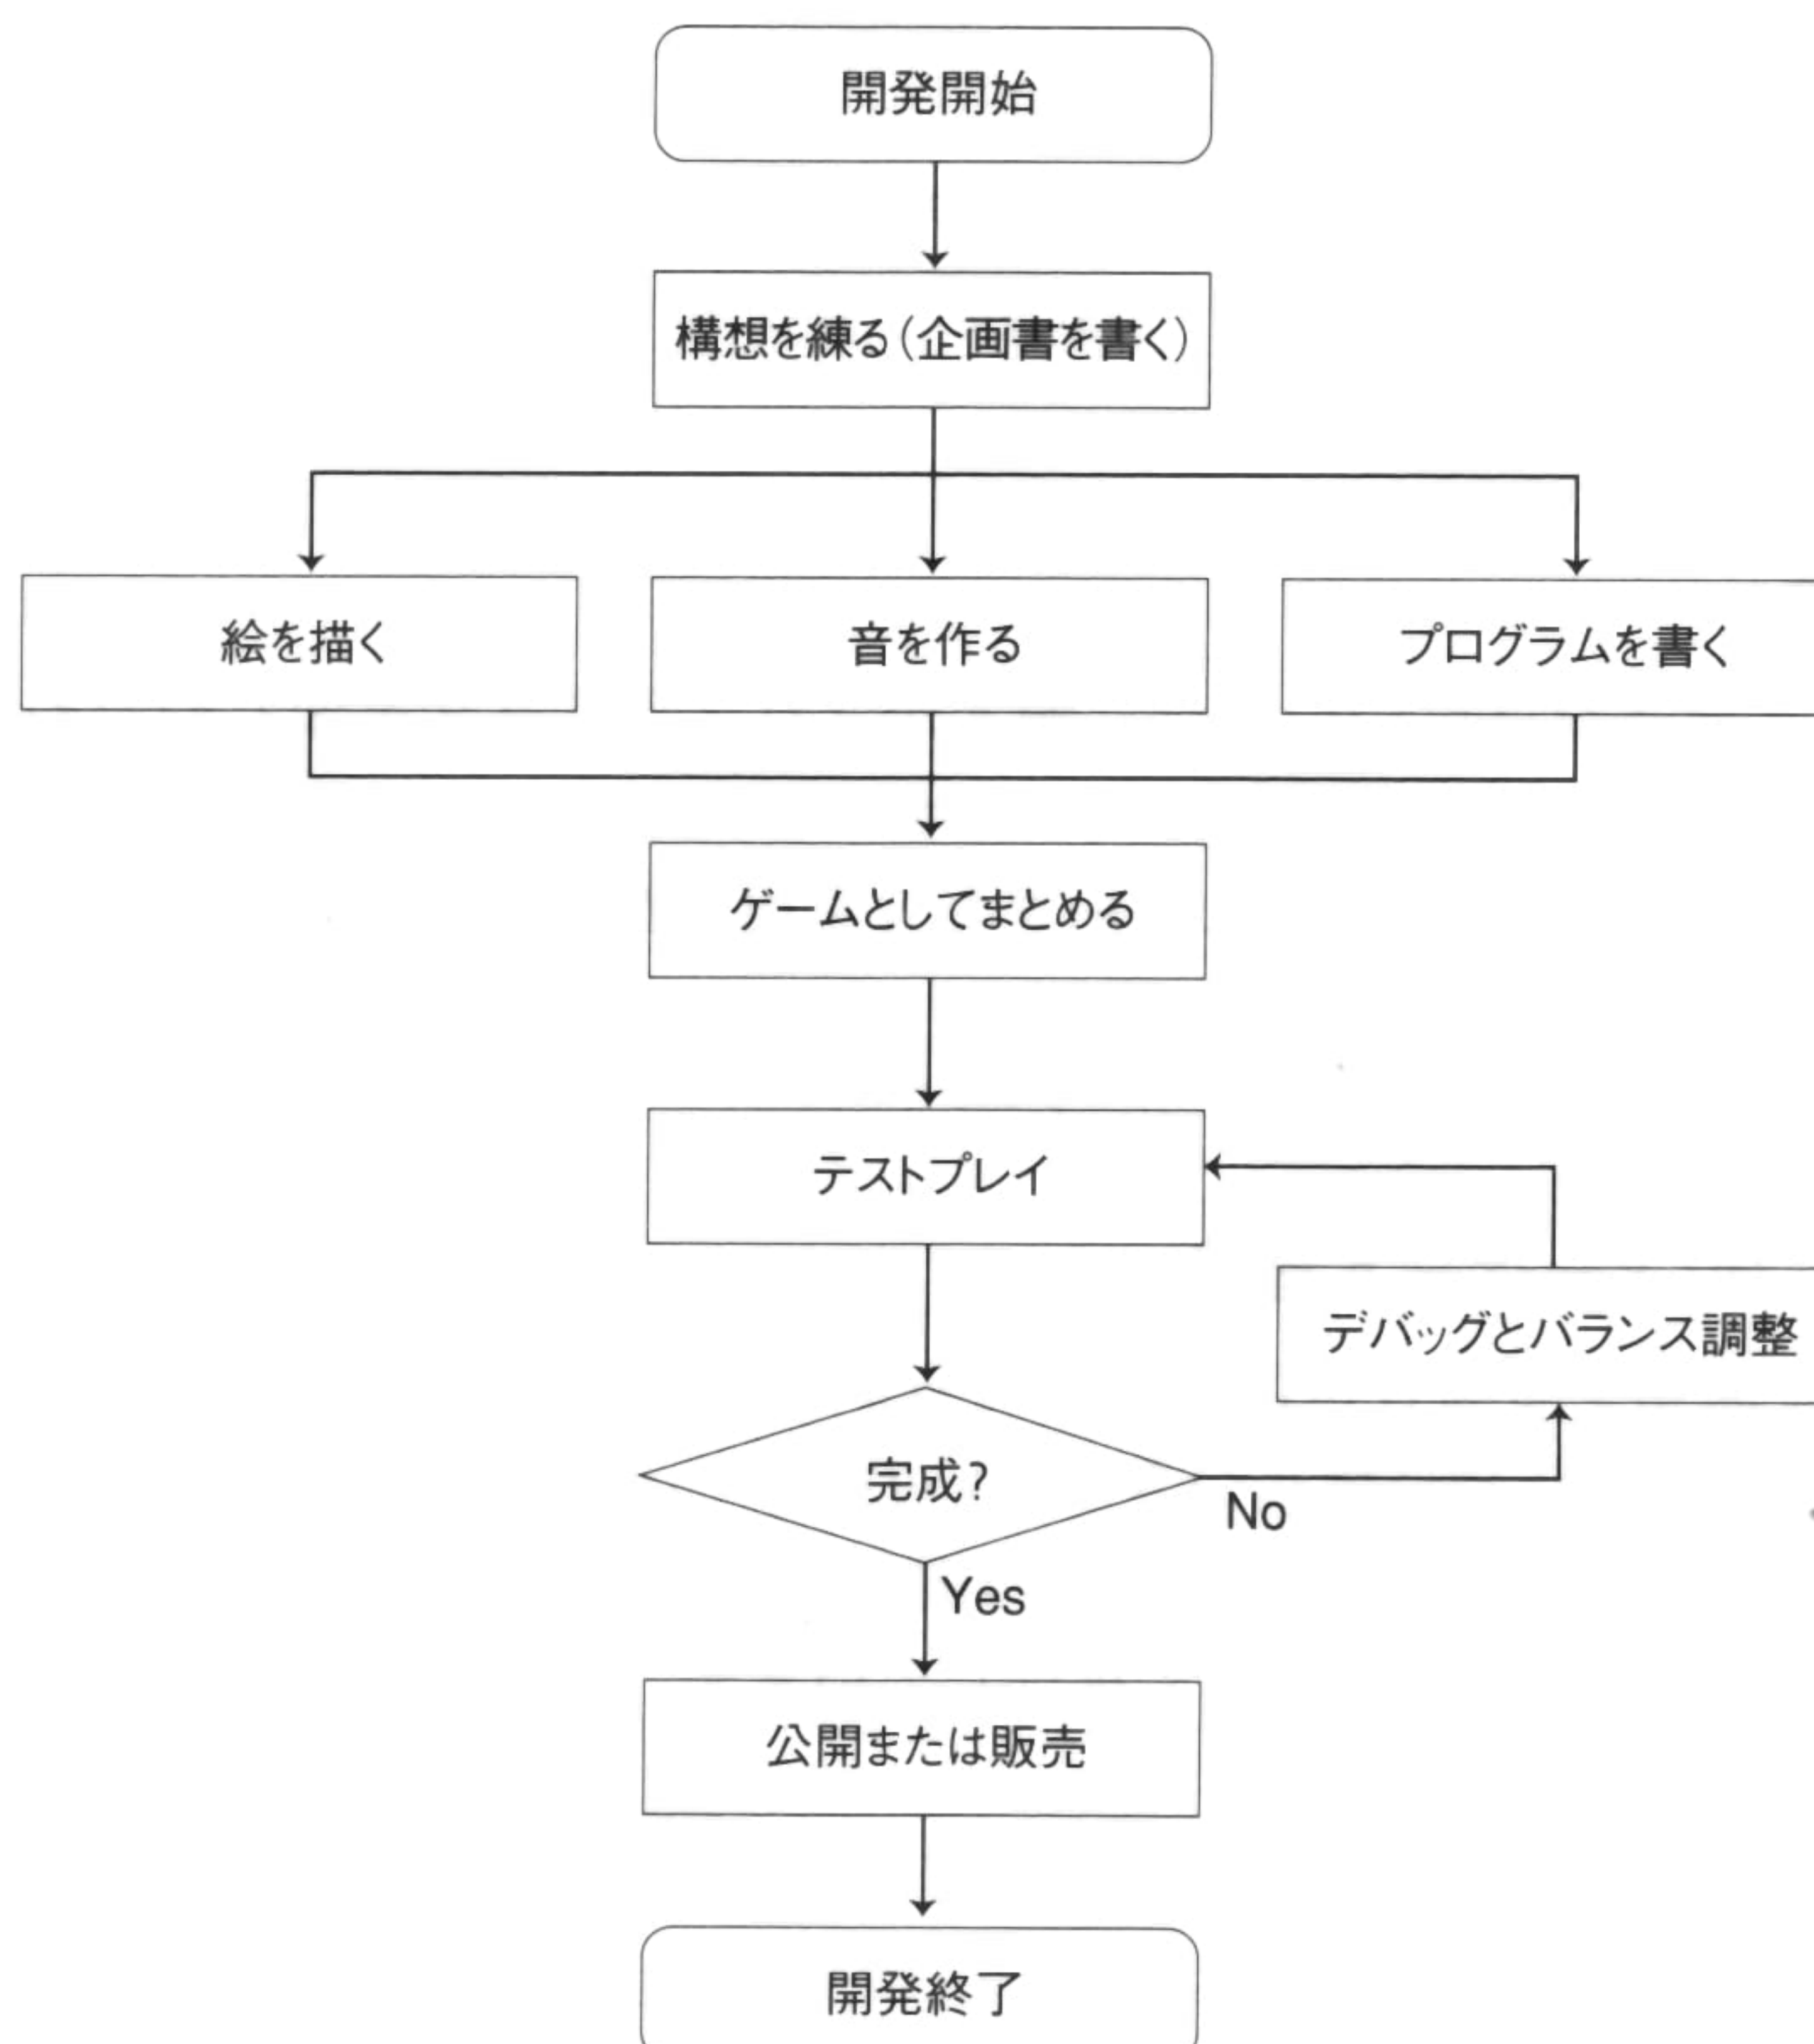 開発開始
構想を練る(企画書を書く)
絵を描く
音を作る
プログラムを書く
ゲームとしてまとめる
テストプレイ
デバッグとバランス調整
完成?
No
Yes
公開または販売
開発終了